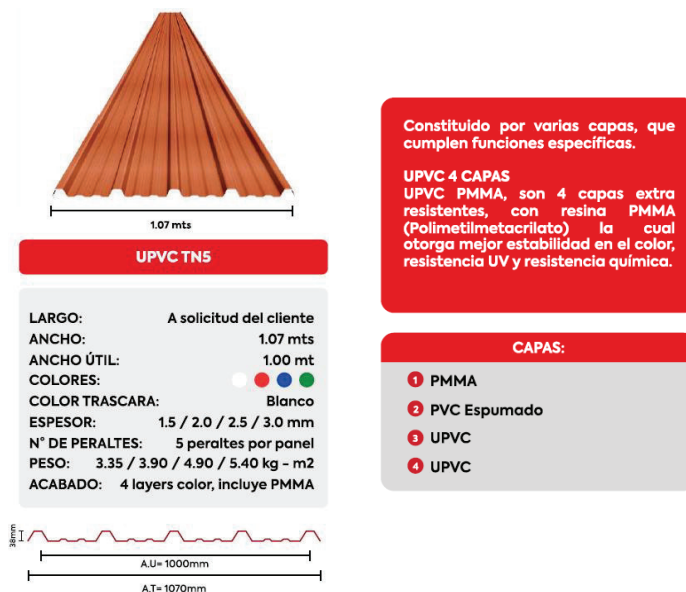 1.07 mts
UPVC TN5
LARGO: A solicitud del cliente
ANCHO: 1.07 mts
ANCHO ÚTIL: 1.00 mt
COLORES:
COLOR TRASCARA: Blanco
ESPESOR: 1.5 / 2.0 / 2.5 / 3.0 mm
N° DE PERALTES: 5 peraltes por panel
PESO: 3.35 / 3.90 / 4.90 / 5.40 kg - m2
ACABADO: 4 layers color, incluye PMMA
38mm
A.U= 1000mm
A.T= 1070mm
Constituido por varias capas, que
cumplen funciones específicas.
UPVC 4 CAPAS
UPVC PMMA, son 4 capas extra
resistentes, con resina PMMA
(Polimetilmetacrilato) la cual
otorga mejor estabilidad en el color,
resistencia UV y resistencia química.
CAPAS:
1 PMMA
2 PVC Espumado
3 UPVC
4 UPVC